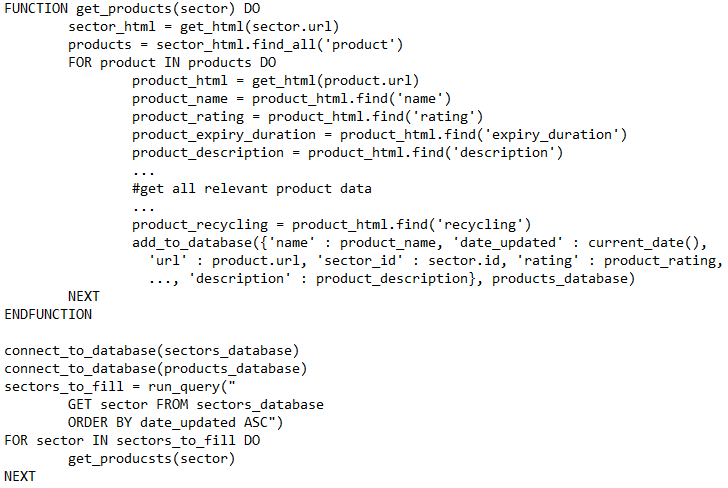 FUNCTION get_products(sector) DO
sector_html = get_html(sector.url)
products = sector_html.find_all('product')
FOR product IN products DO
product_html = get_html(product.url)
product_name = product_html.find('name')
product_rating = product_html.find('rating')
product_expiry_duration = product_html.find('expiry_duration')
product_description = product_html.find('description')
...
#get all relevant product data
...
product_recycling = product_html.find('recycling')
add_to_database({'name' : product_name, 'date_updated' : current_date(),
'url' : product.url, 'sector_id' : sector.id, 'rating' : product_rating,
..., 'description' : product_description}, products_database)
NEXT
ENDFUNCTION

connect_to_database(sectors_database)
connect_to_database(products_database)
sectors_to_fill = run_query("
GET sector FROM sectors_database
ORDER BY date_updated ASC")
FOR sector IN sectors_to_fill DO
get_producsts(sector)
NEXT